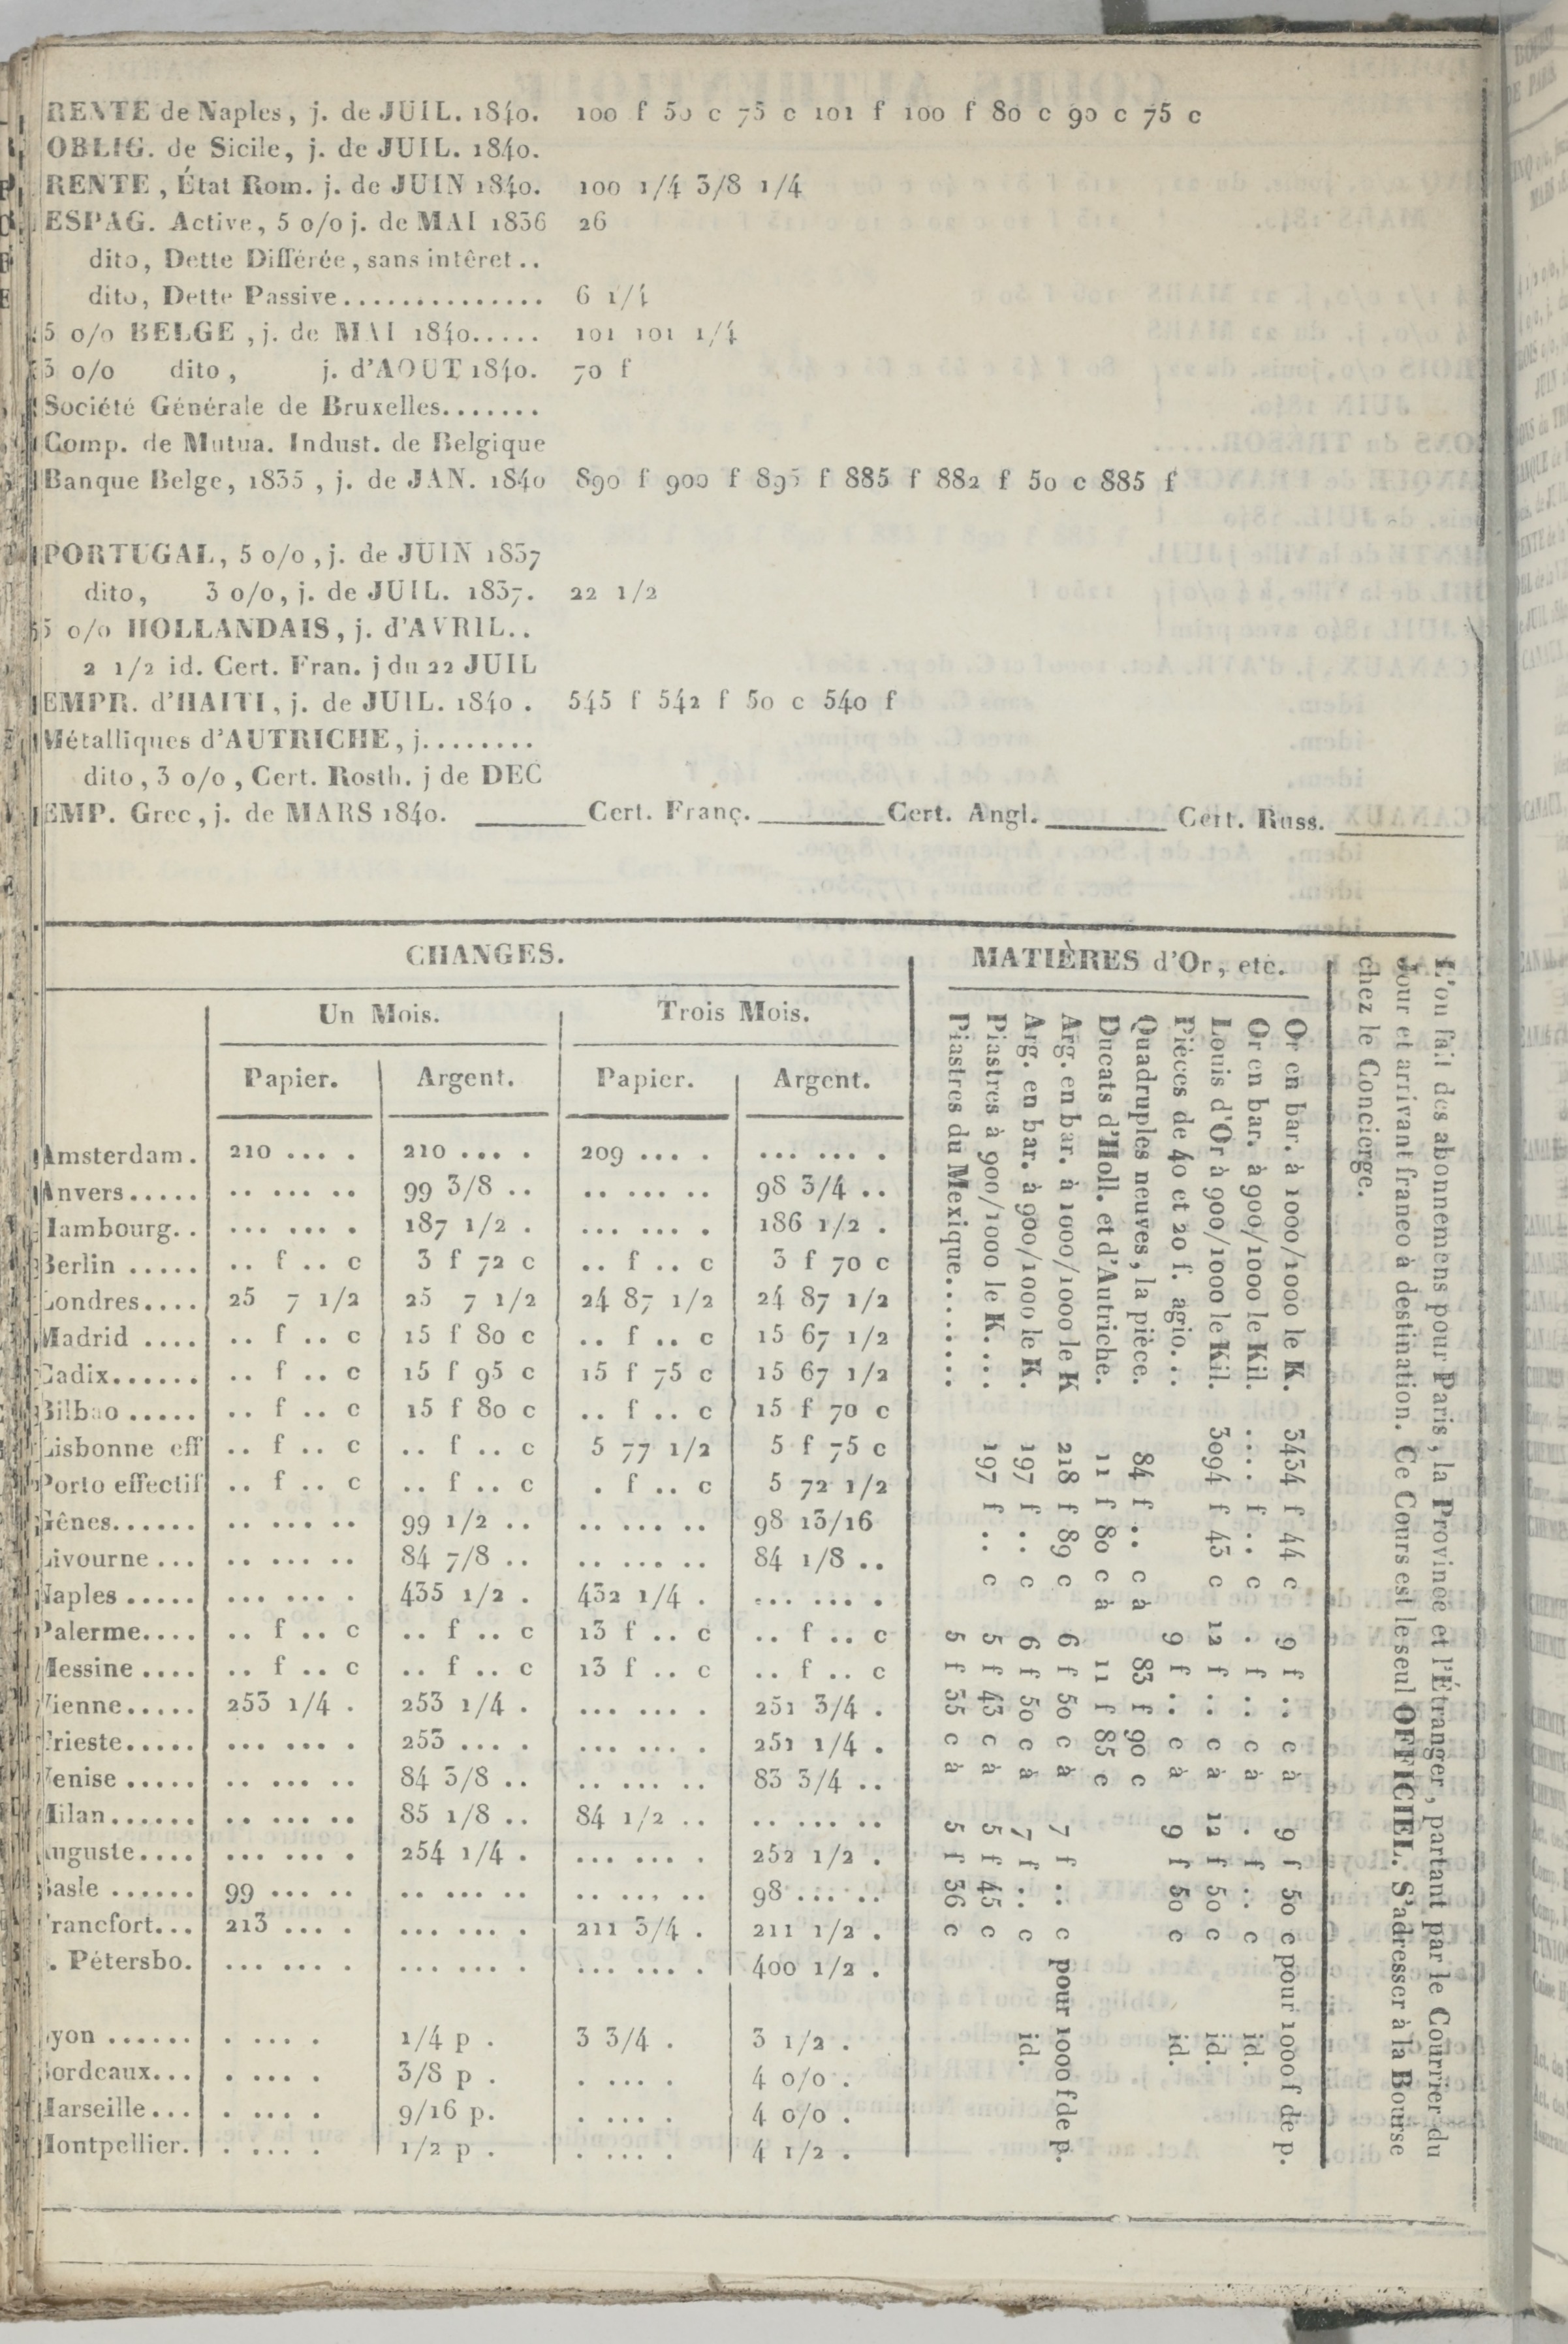 RENTE de Naples, j. de JUIL. 1840. 100 f 50 c 75 c 101 f 100 f 80 c 90 c 75 c
OBLIG. de Sicile, j. de JUIL. 1840.
RENTE, État Rom. j. de JUIN 1840. 100 1/4 3/8 1/4
ESPAG. Active, 5 o/o j. de MAI 1836 26
dito, Dette Différée, sans intêret..
dito, Dette Passive.............. 6 1/4
5 o/o BELGE, j. de MAI 1840..... 101 101 1/4
3 o/o dito, j. d'AOUT 1840. 70 f
Société Générale de Bruxelles.......
Comp. de Mutua. Indust. de Belgique
Banque Belge, 1835, j. de JAN. 1840 890 f 900 f 895 f 885 f 882 f 50 c 885 f
PORTUGAL, 5 o/o, j. de JUIN 1837
dito, 3 o/o, j. de JUIL. 1837. 22 1/2
5 o/o HOLLANDAIS, j. d'AVRIL..
2 1/2 id. Cert. Fran. j du 22 JUIL
EMPR. d'HAITI, j. de JUIL. 1840. 545 f 542 f 50 c 540 f
Métalliques d'AUTRICHE, j........
dito, 3 o/o, Cert. Rosth. j de DEC
EMP. Grec, j. de MARS 1840. ______ Cert. Franç. ______ Cert. Angl. ______ Cert. Russ. ______
CHANGES.
Un Mois. Trois Mois.
Papier. Argent. Papier. Argent.
Amsterdam. 210 .... . 210 ... . 209 ... . ... ... .
Anvers..... .. ... .. 99 3/8 .. .. ... .. 98 3/4 ..
Hambourg.. ... ... . 187 1/2 . ... ... . 186 1/2 .
Berlin ..... .. f .. c 3 f 72 c .. f .. c 3 f 70 c
Londres.... 25 7 1/2 25 7 1/2 24 87 1/2 24 87 1/2
Madrid .... .. f .. c 15 f 80 c .. f .. c 15 67 1/2
Cadix...... .. f .. c 15 f 95 c 15 f 75 c 15 67 1/2
Bilbao ..... .. f .. c 15 f 80 c .. f .. c 15 f 70 c
Lisbonne eff .. f .. c .. f .. c 5 77 1/2 5 f 75 c
Porto effectif .. f .. c .. f .. c . f .. c 5 72 1/2
Gênes...... .. ... .. 99 1/2 .. .. ... .. 98 13/16
Livourne ... .. ... .. 84 7/8 .. .. ... .. 84 1/8 ..
Naples ..... ... ... . 435 1/2 . 432 1/4 . ... ... .
Palerme.... .. f .. c .. f .. c 13 f .. c .. f .. c
Messine .... .. f .. c .. f .. c 13 f .. c .. f .. c
Vienne..... 253 1/4 . 253 1/4 . ... ... . 251 3/4 .
Trieste..... ... ... . 253 ... . ... ... . 251 1/4 .
Venise ..... .. ... .. 84 3/8 .. .. ... .. 83 3/4 ..
Milan...... .. ... .. 85 1/8 .. 84 1/2 .. .. ... ..
Auguste.... ... ... . 254 1/4 . ... ... . 252 1/2 .
Basle ...... 99 ... .. .. ... .. .. ... .. 98 ... ..
Francfort... 213 ... . ... ... . 211 3/4 . 211 1/2 .
. Pétersbo. ... ... . ... ... . ... ... . 400 1/2 .
yon ...... . ... . 1/4 p . 3 3/4 . 3 1/2 .
Bordeaux... . ... . 3/8 p . . ... . 4 o/o .
Marseille... . ... . 9/16 p. . ... . 4 o/o .
Montpellier. . ... . 1/2 p . . ... . 4 1/2 .
MATIÈRES d'Or, etc.
Or en bar. à 1000/1000 le K. 3434 f 44 c 9 f .. c à 9 f 50 c pour 1000 f de p.
Or en bar. à 900/1000 le Kil. .... f .. c . f .. c à . f .. c id.
Louis d'Or à 900/1000 le Kil. 3094 f 43 c 12 f .. c à 12 f 50 c id.
Pièces de 40 et 20 f. agio... 9 f .. c à 9 f 50 c id.
Quadruples neuves, la pièce. 84 f .. c à 83 f 90 c
Ducats d'Holl. et d'Autriche. 11 f 80 c à 11 f 85 c
Arg. en bar. à 1000/1000 le K 218 f 89 c 6 f 50 c à 7 f .. c pour 1000 f de p.
Arg. en bar. à 900/1000 le K. 197 f .. c 6 f 50 c à 7 f .. c id.
Piastres à 900/1000 le K.... 197 f .. c 5 f 43 c à 5 f 45 c
Piastres du Mexique........ 5 f 35 c à 5 f 36 c
L'on fait des abonnemens pour Paris, la Province et l'Étranger, partant par le Courrier du
Jour et arrivant franco à destination. Ce Cours est le seul OFFICIEL. S'adresser à la Bourse
chez le Concierge.